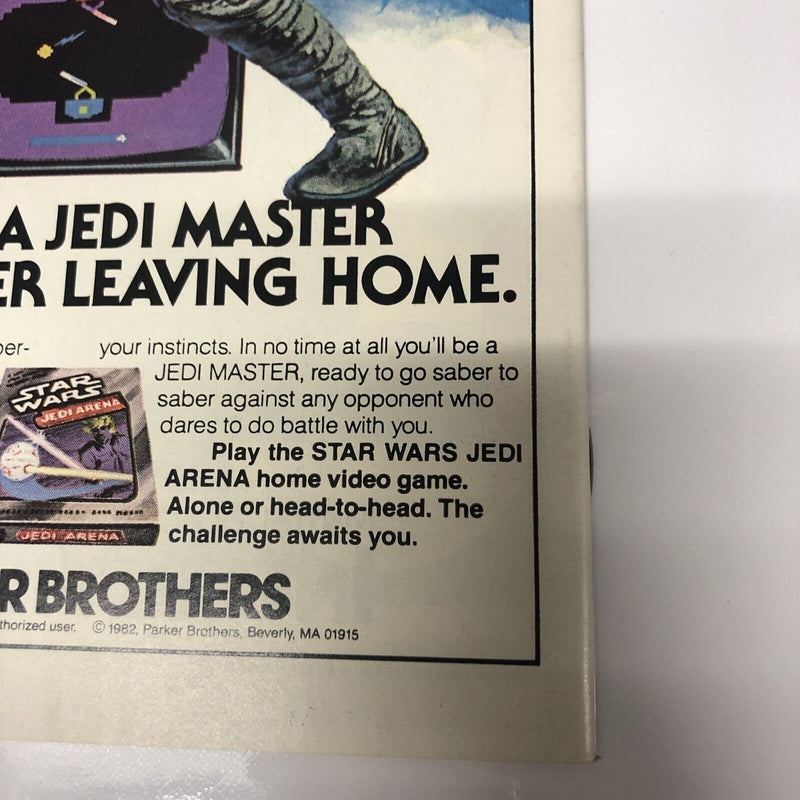 A JEDI MASTER
ER LEAVING HOME.
ber-
your instincts. In no time at all you'll be a
JEDI MASTER, ready to go saber to
saber against any opponent who
dares to do battle with you.
Play the STAR WARS JEDI
ARENA home video game.
Alone or head-to-head. The
challenge awaits you.
STAR
WARS
JEDI ARENA
JEDI ARENA
R BROTHERS
thorized user. © 1982, Parker Brothers, Beverly, MA 01915